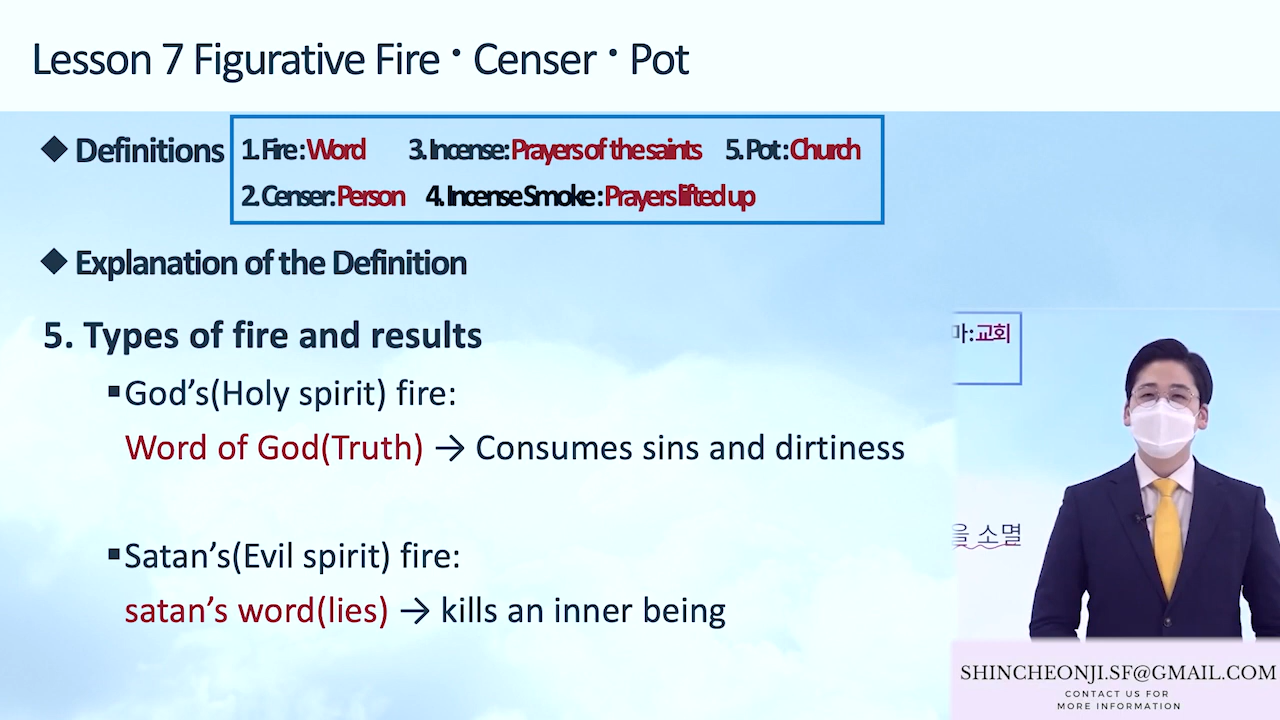 Lesson 7 Figurative Fire · Censer · Pot
◆ Definitions
1.Fire:Word 3.Incense:Prayers of the saints 5.Pot:Church
2.Censer:Person 4.Incense Smoke:Prayers lifted up
◆ Explanation of the Definition
5. Types of fire and results
▪God's(Holy spirit) fire:
Word of God(Truth) → Consumes sins and dirtiness
▪Satan's(Evil spirit) fire:
satan's word(lies) → kills an inner being
마:교회
을 소멸
SHINCHEONJI.SF@GMAIL.COM
CONTACT US FOR
MORE INFORMATION